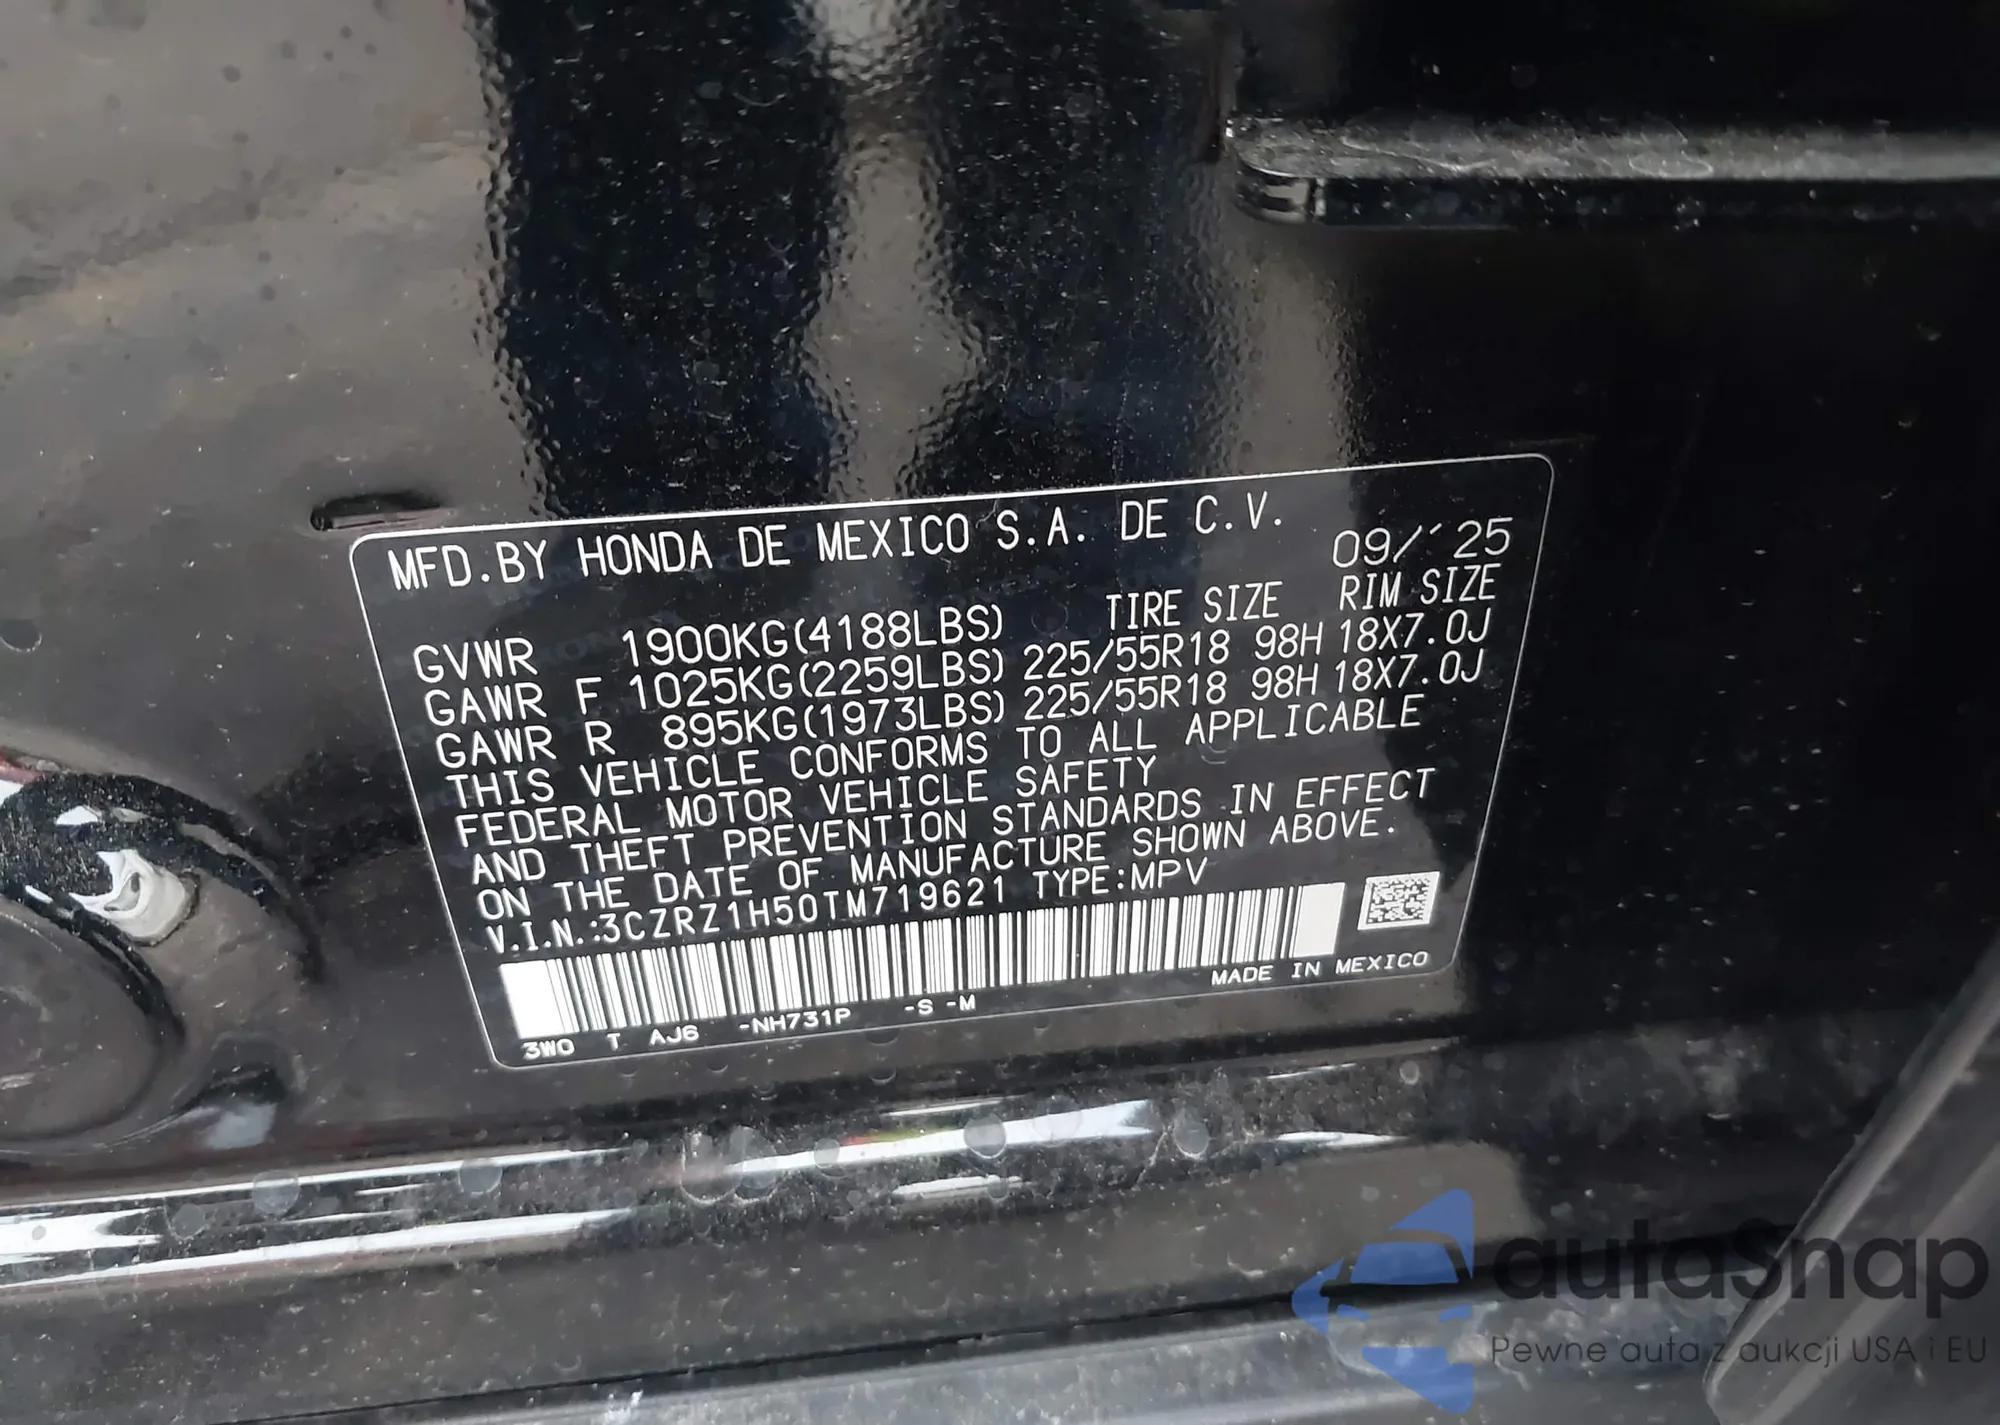 MFD.BY HONDA DE MEXICO S.A. DE C.V.
09/´25
TIRE SIZE RIM SIZE
GVWR 1900KG(4188LBS)
GAWR F 1025KG(2259LBS) 225/55R18 98H 18X7.0J
GAWR R 895KG(1973LBS) 225/55R18 98H 18X7.0J
THIS VEHICLE CONFORMS TO ALL APPLICABLE
FEDERAL MOTOR VEHICLE SAFETY
AND THEFT PREVENTION STANDARDS IN EFFECT
ON THE DATE OF MANUFACTURE SHOWN ABOVE.
V.I.N.:3CZRZ1H50TM719621 TYPE:MPV
MADE IN MEXICO
3W0 T AJ6 -NH731P -S -M
autaSnap
Pewne auta z aukcji USA i EU